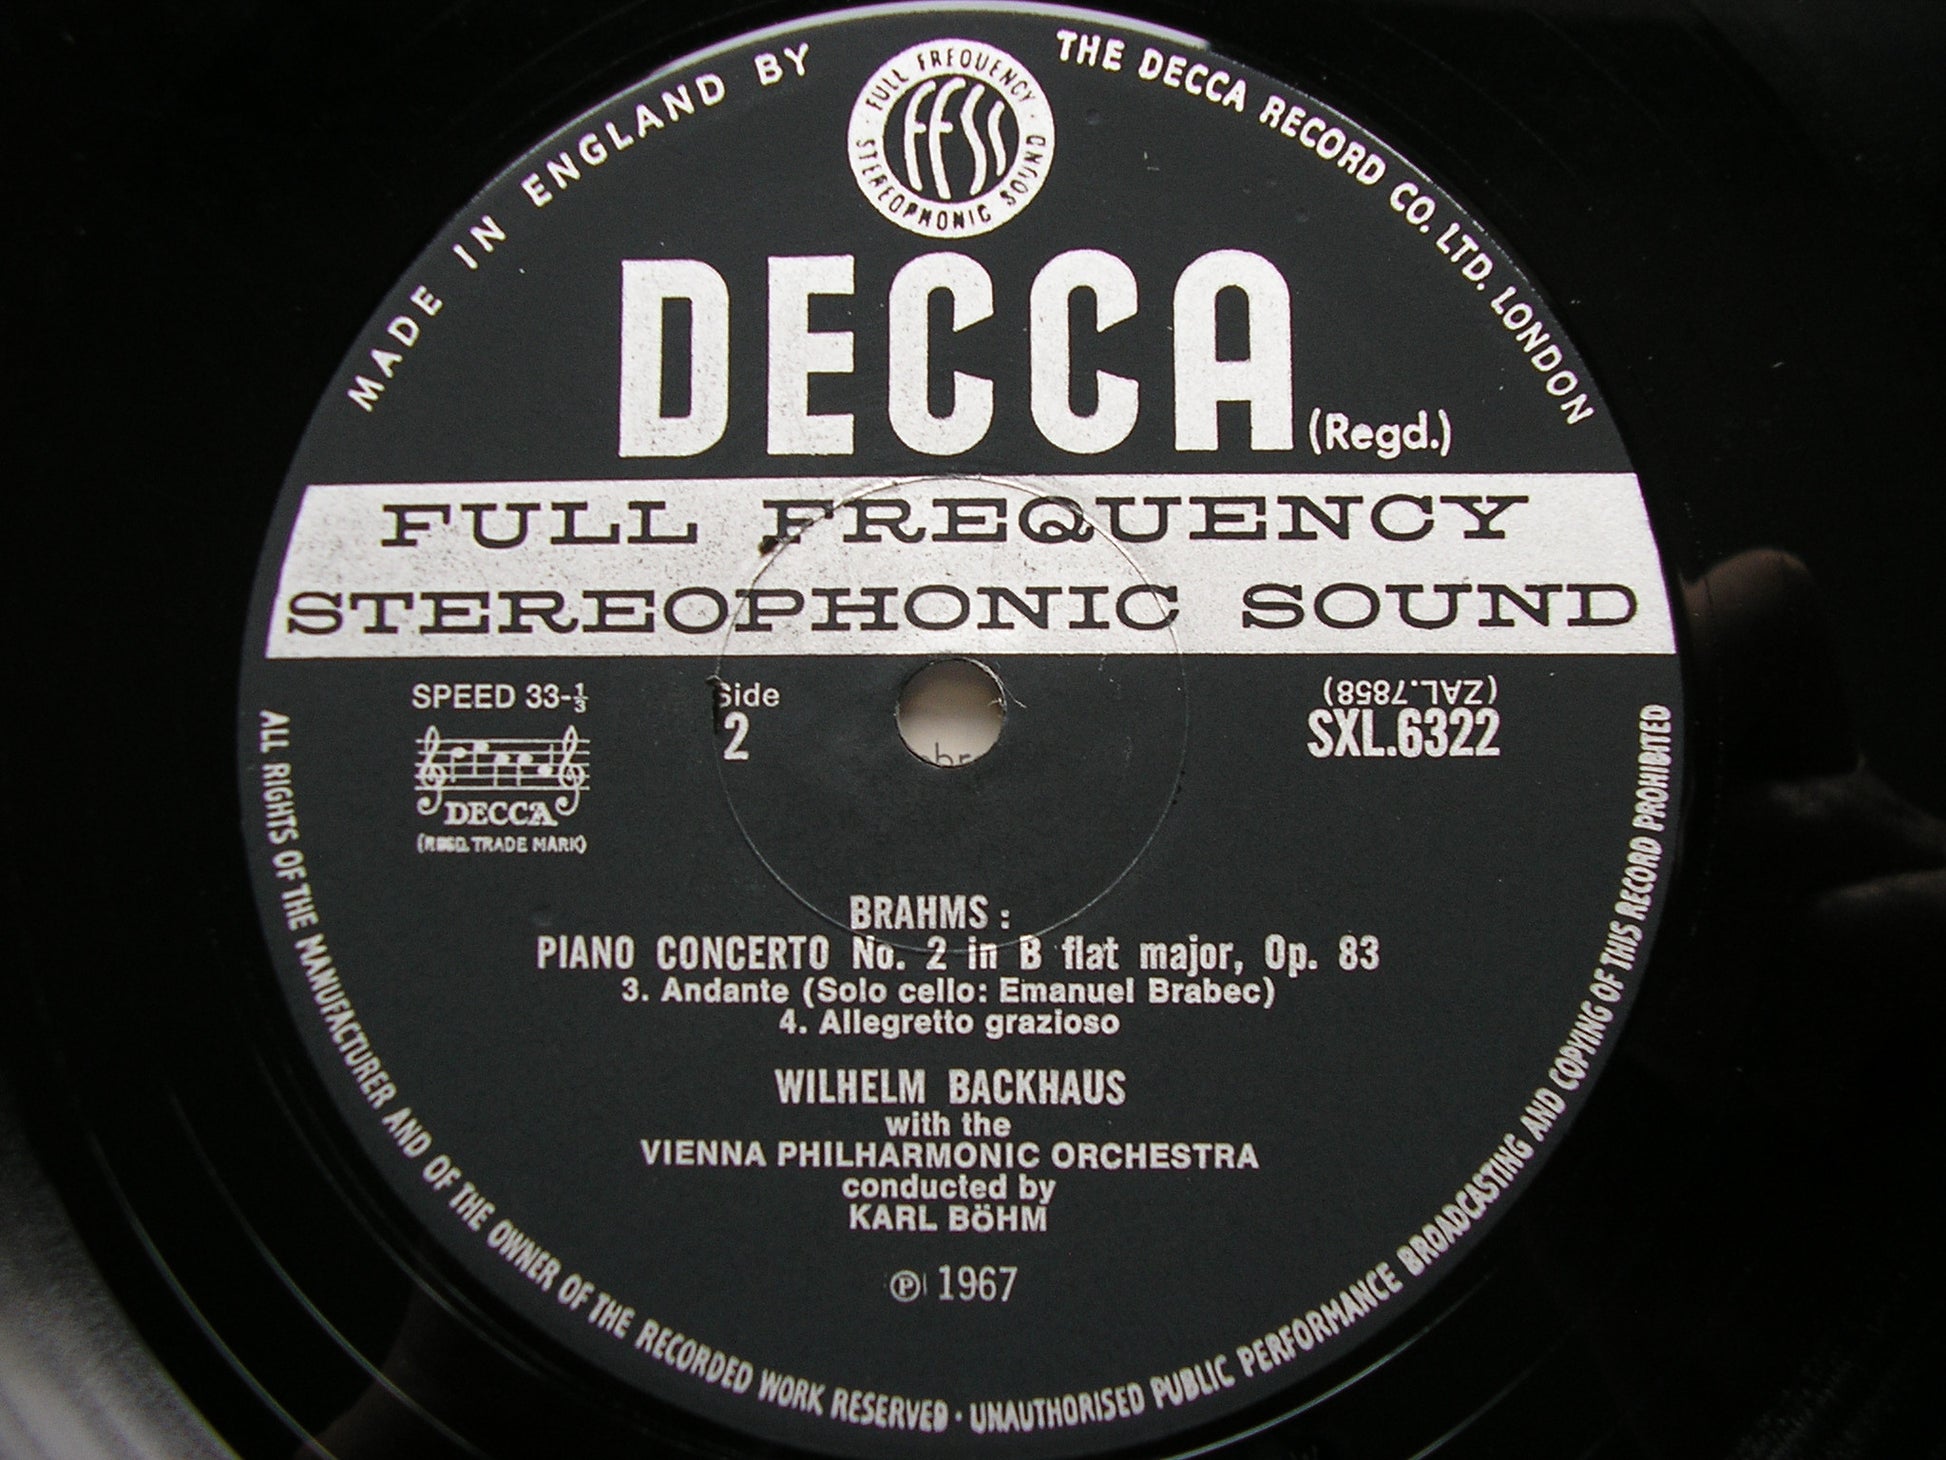 MADE IN ENGLAND BY
THE DECCA RECORD CO. LTD. LONDON
FULL FREQUENCY
ffss
STEREOPHONIC SOUND
DECCA (Regd.)
FULL FREQUENCY
STEREOPHONIC SOUND
SPEED 33-⅓
Side
2
(ZAL.7858)
SXL.6322
DECCA
(REGD. TRADE MARK)
BRAHMS :
PIANO CONCERTO No. 2 in B flat major, Op. 83
3. Andante (Solo cello: Emanuel Brabec)
4. Allegretto grazioso
WILHELM BACKHAUS
with the
VIENNA PHILHARMONIC ORCHESTRA
conducted by
KARL BÖHM
Ⓟ 1967
ALL RIGHTS OF THE MANUFACTURER AND OF THE OWNER OF THE RECORDED WORK RESERVED · UNAUTHORISED PUBLIC PERFORMANCE BROADCASTING AND COPYING OF THIS RECORD PROHIBITED